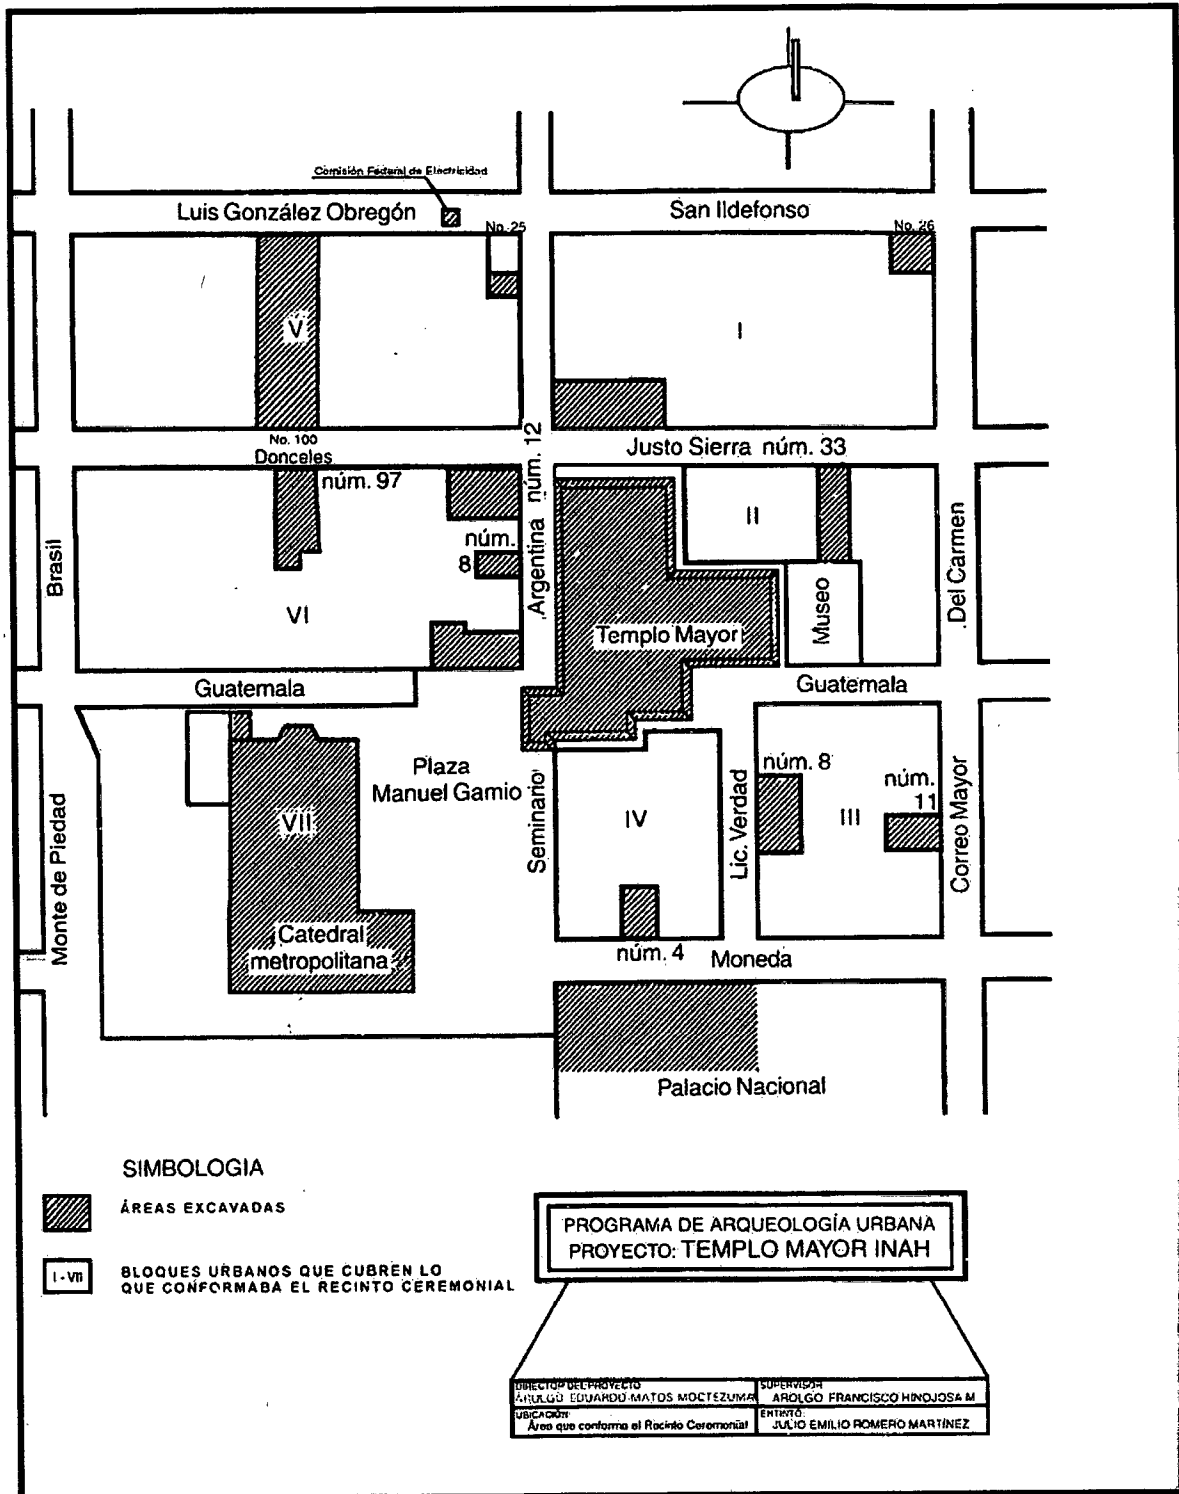 Comisión Federal de Electricidad
Luis González Obregón
San Ildefonso
No. 25
No. 26
V
I
No. 100
Donceles
núm. 97
Argentina núm. 12
Justo Sierra núm. 33
núm.
8
II
Brasil
VI
Templo Mayor
Museo
Del Carmen
Guatemala
Guatemala
Plaza
Manuel Gamio
Monte de Piedad
VII
Seminario
IV
Lic. Verdad
núm. 8
III
núm.
11
Correo Mayor
Catedral
metropolitana
núm. 4
Moneda
Palacio Nacional
SIMBOLOGIA
ÁREAS EXCAVADAS
I - VII
BLOQUES URBANOS QUE CUBREN LO
QUE CONFORMABA EL RECINTO CEREMONIAL
PROGRAMA DE ARQUEOLOGÍA URBANA
PROYECTO: TEMPLO MAYOR INAH
DIRECTOR DEL PROYECTO
ARQLGO EDUARDO MATOS MOCTEZUMA
SUPERVISOR
ARQLGO FRANCISCO HINOJOSA M
UBICACIÓN:
Área que conforma el Recinto Ceremonial
ENTINTÓ:
JULIO EMILIO ROMERO MARTÍNEZ